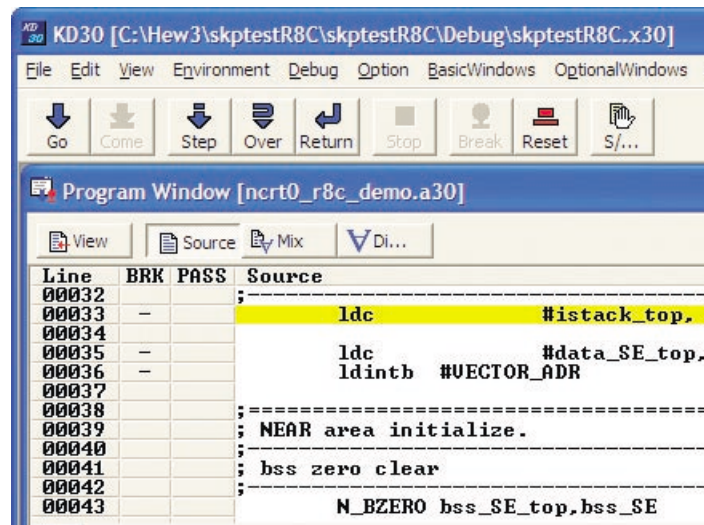 KD30 [C:\Hew3\skptestR8C\skptestR8C\Debug\skptestR8C.x30]
File Edit View Environment Debug Option BasicWindows OptionalWindows
Go Come Step Over Return Stop Break Reset S/...
Program Window [ncrt0_r8c_demo.a30]
View Source Mix Di...
Line BRK PASS Source
00032 ;---------------------------------------------
00033 - ldc #istack_top,
00034
00035 - ldc #data_SE_top,
00036 - ldintb #VECTOR_ADR
00037
00038 ;=============================================
00039 ; NEAR area initialize.
00040 ;---------------------------------------------
00041 ; bss zero clear
00042 ;---------------------------------------------
00043 N_BZERO bss_SE_top,bss_SE